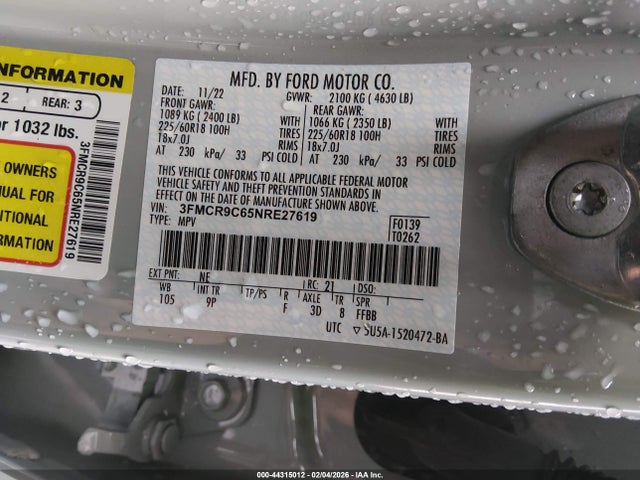 INFORMATION
2 REAR: 3
or 1032 lbs.
OWNERS
NUAL FOR
ITIONAL
MATION
3FMCR9C65NRE27619
MFD. BY FORD MOTOR CO.
DATE: 11/22 GVWR: 2100 KG ( 4630 LB)
FRONT GAWR: REAR GAWR:
1089 KG ( 2400 LB) WITH 1066 KG ( 2350 LB) WITH
225/60R18 100H TIRES 225/60R18 100H TIRES
18x7.0J RIMS 18x7.0J RIMS
AT 230 kPa/ 33 PSI COLD AT 230 kPa/ 33 PSI COLD
THIS VEHICLE CONFORMS TO ALL APPLICABLE FEDERAL MOTOR
VEHICLE SAFETY AND THEFT PREVENTION STANDARDS IN
EFFECT ON THE DATE OF MANUFACTURE SHOWN ABOVE.
VIN: 3FMCR9C65NRE27619
TYPE: MPV
F0139
T0262
EXT PNT: NE RC: 21 DSO:
WB INT TR TP/PS R AXLE TR SPR
105 9P F 3D 8 FFBB
UTC ▽SU5A-1520472-BA
000-44315012 - 02/04/2026 - IAA Inc.